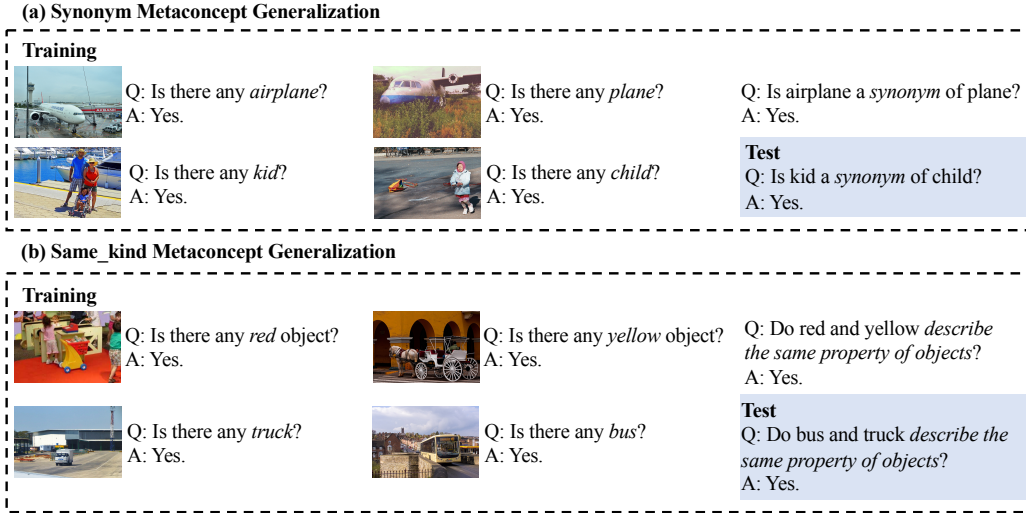 (a) Synonym Metaconcept Generalization
Training
Q: Is there any airplane?
A: Yes.
Q: Is there any plane?
A: Yes.
Q: Is airplane a synonym of plane?
A: Yes.
Q: Is there any kid?
A: Yes.
Q: Is there any child?
A: Yes.
Test
Q: Is kid a synonym of child?
A: Yes.
(b) Same_kind Metaconcept Generalization
Training
Q: Is there any red object?
A: Yes.
Q: Is there any yellow object?
A: Yes.
Q: Do red and yellow describe
the same property of objects?
A: Yes.
Q: Is there any truck?
A: Yes.
Q: Is there any bus?
A: Yes.
Test
Q: Do bus and truck describe the
same property of objects?
A: Yes.